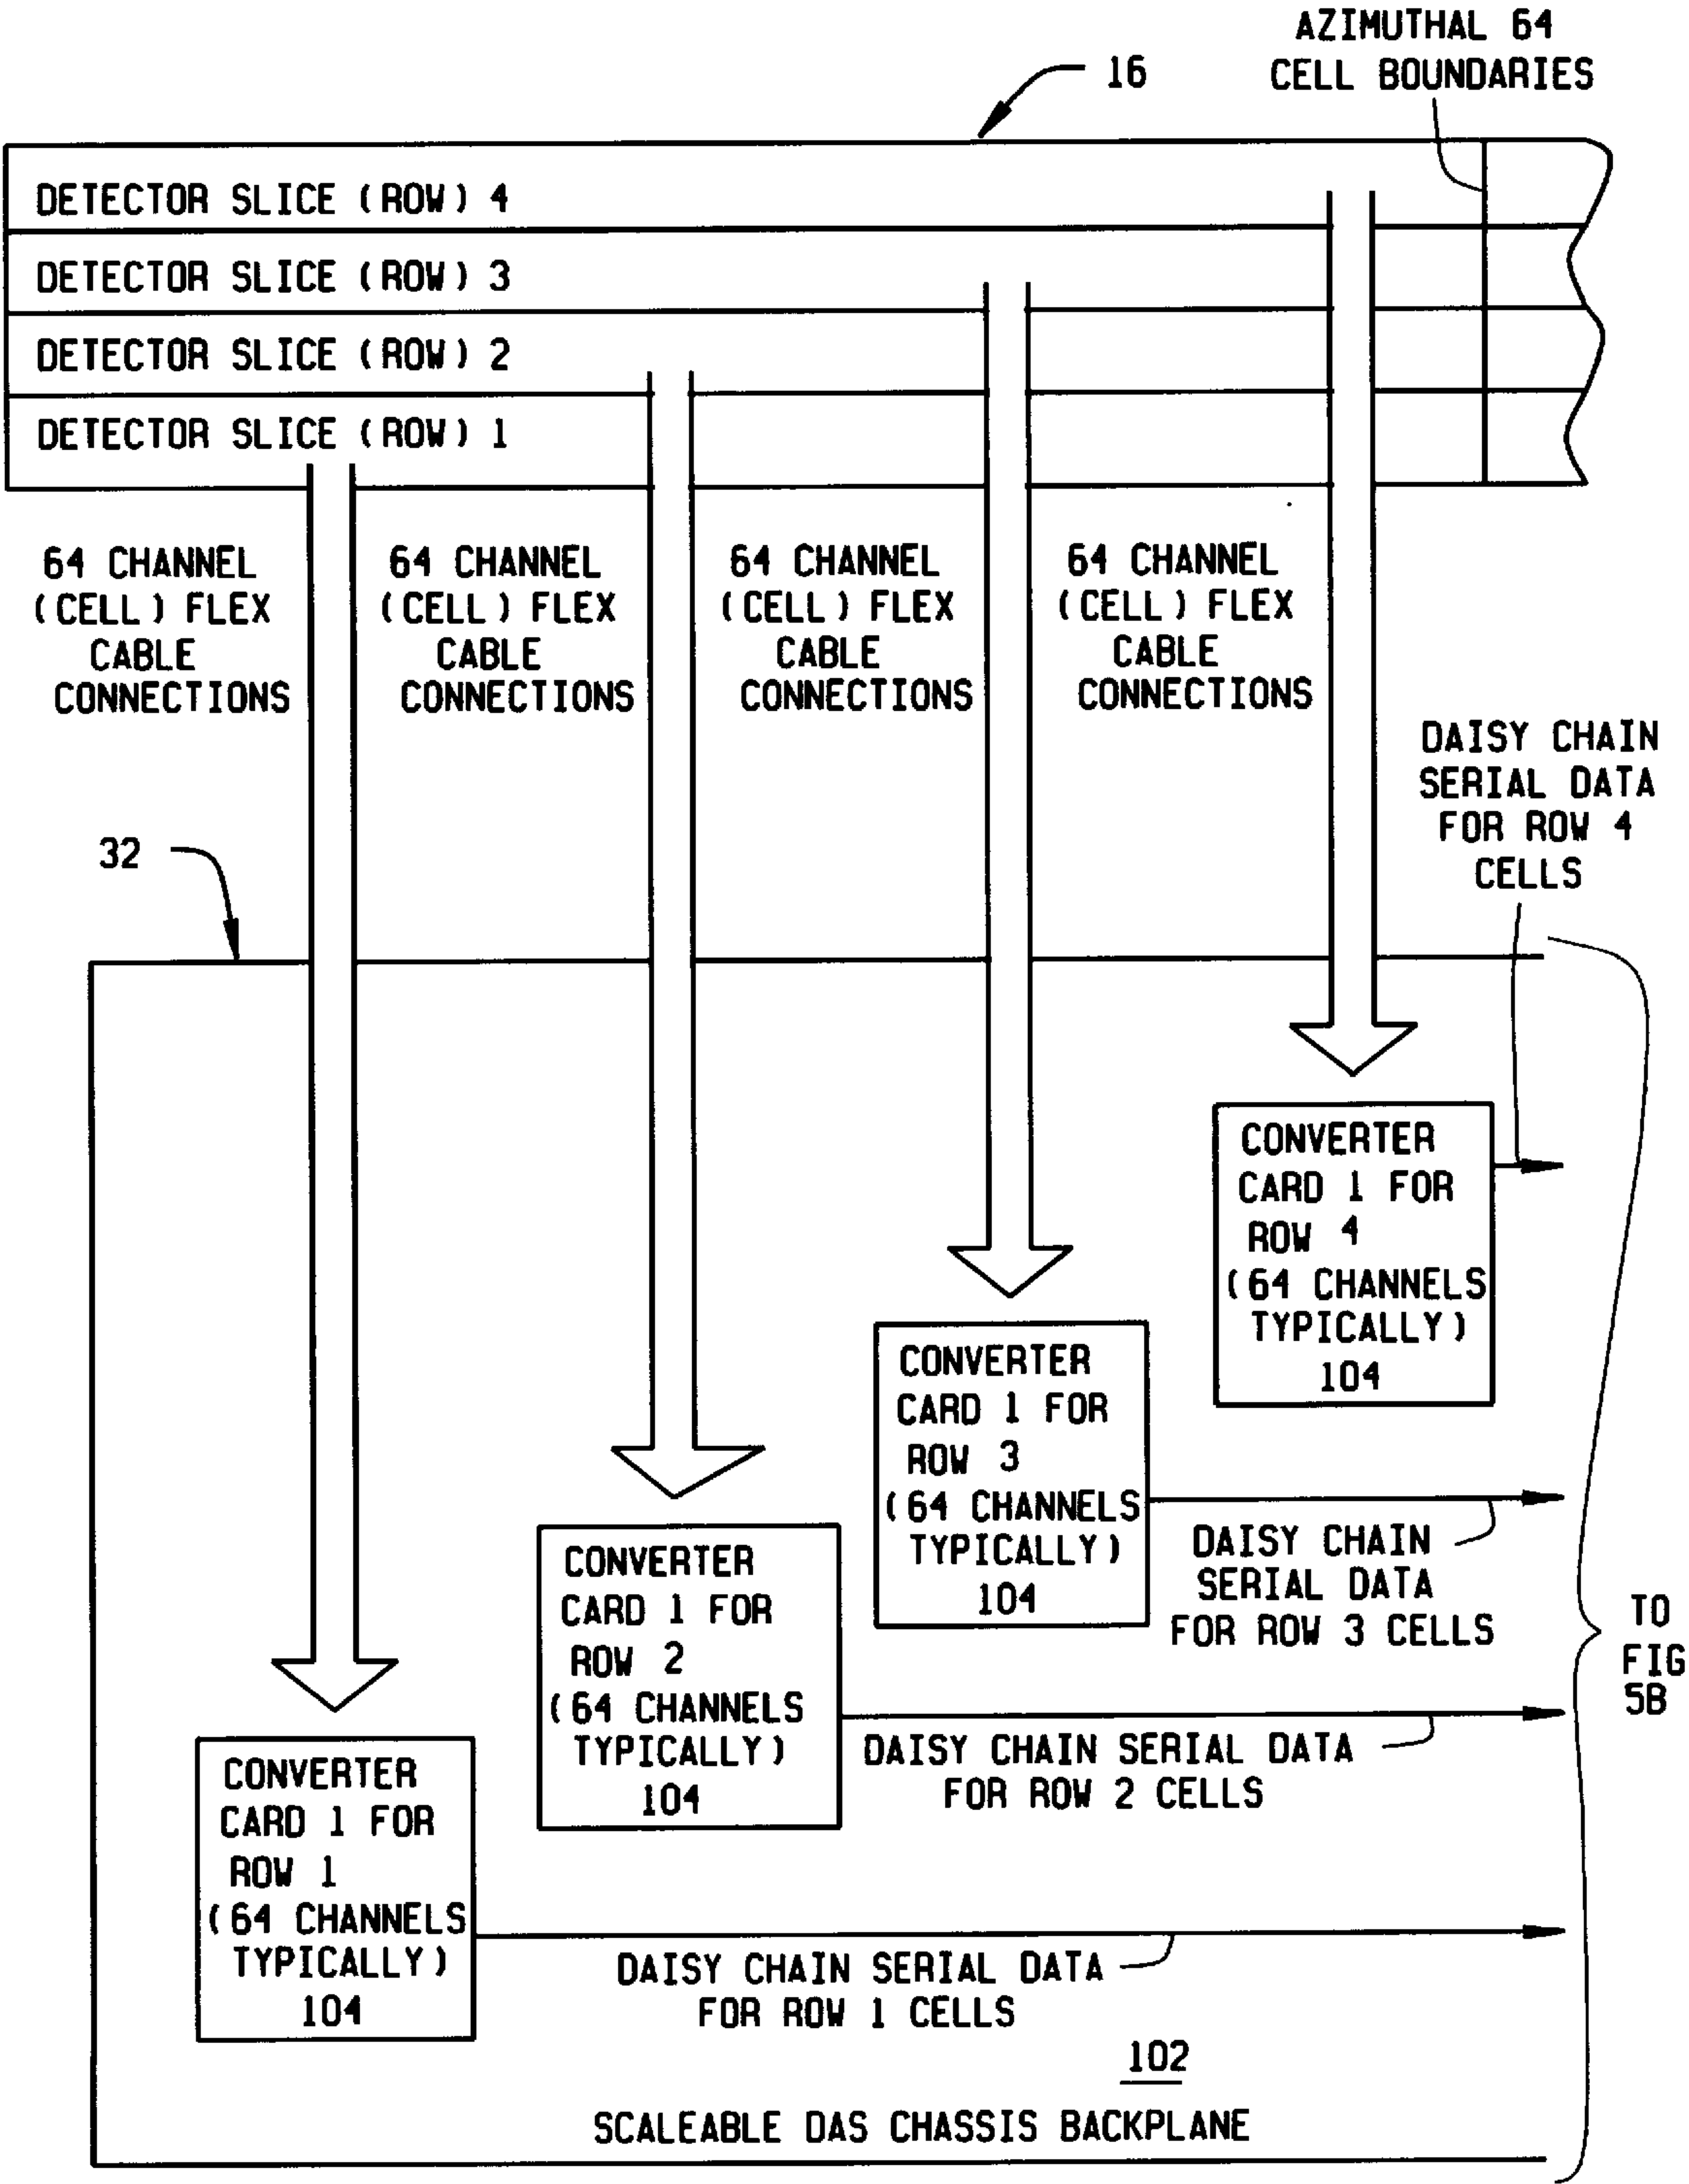 AZIMUTHAL 64
CELL BOUNDARIES
16
DETECTOR SLICE (ROW) 4
DETECTOR SLICE (ROW) 3
DETECTOR SLICE (ROW) 2
DETECTOR SLICE (ROW) 1
64 CHANNEL
(CELL) FLEX
CABLE
CONNECTIONS
64 CHANNEL
(CELL) FLEX
CABLE
CONNECTIONS
64 CHANNEL
(CELL) FLEX
CABLE
CONNECTIONS
64 CHANNEL
(CELL) FLEX
CABLE
CONNECTIONS
DAISY CHAIN
SERIAL DATA
FOR ROW 4
CELLS
32
CONVERTER
CARD 1 FOR
ROW 4
(64 CHANNELS
TYPICALLY)
104
CONVERTER
CARD 1 FOR
ROW 3
(64 CHANNELS
TYPICALLY)
104
DAISY CHAIN
SERIAL DATA
FOR ROW 3 CELLS
TO
FIG
5B
CONVERTER
CARD 1 FOR
ROW 2
(64 CHANNELS
TYPICALLY)
104
DAISY CHAIN SERIAL DATA
FOR ROW 2 CELLS
CONVERTER
CARD 1 FOR
ROW 1
(64 CHANNELS
TYPICALLY)
104
DAISY CHAIN SERIAL DATA
FOR ROW 1 CELLS
102
SCALEABLE DAS CHASSIS BACKPLANE